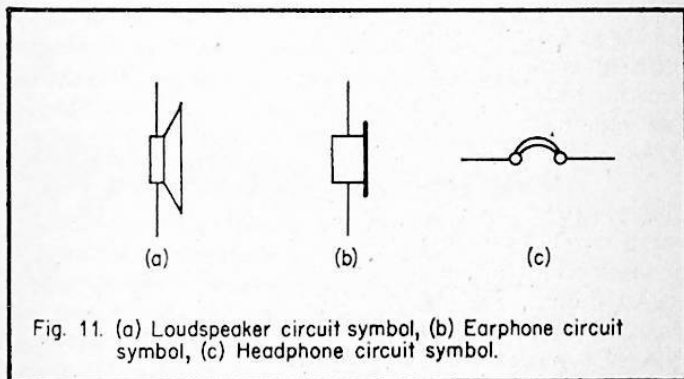 (a) (b) (c)
Fig. 11. (a) Loudspeaker circuit symbol, (b) Earphone circuit
symbol, (c) Headphone circuit symbol.